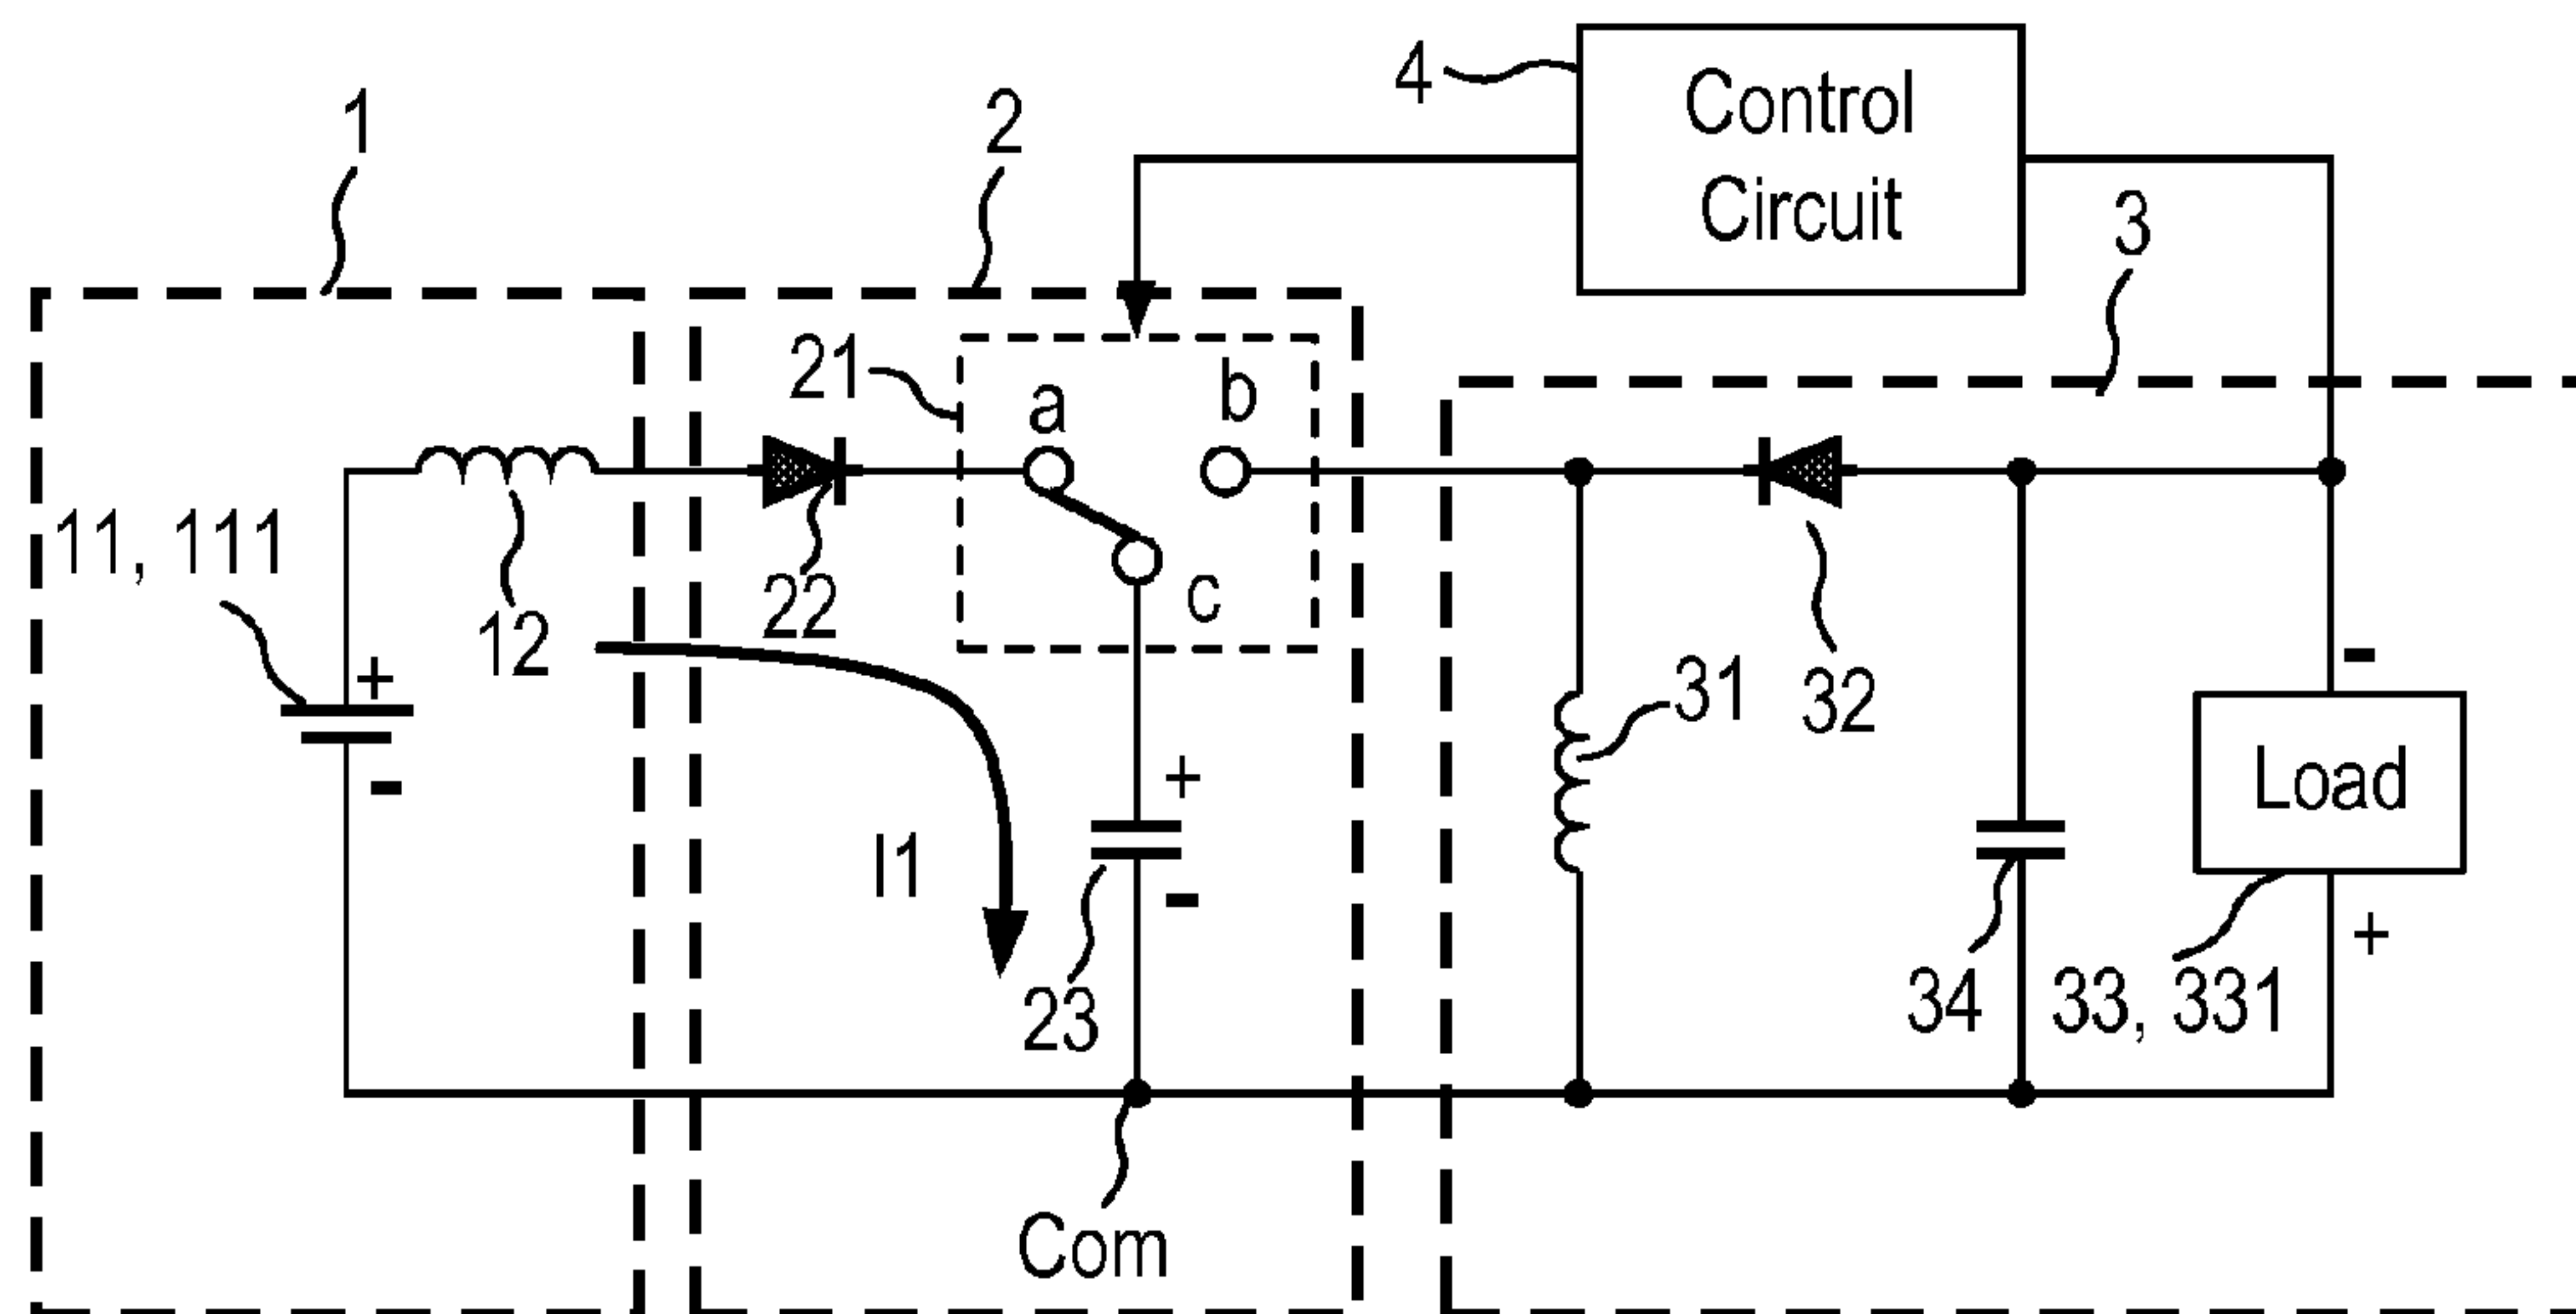 4
Control
Circuit
1
2
3
21
a
b
11, 111
12
22
c
+
-
31
32
-
+
-
I1
Load
+
23
34
33, 331
Com